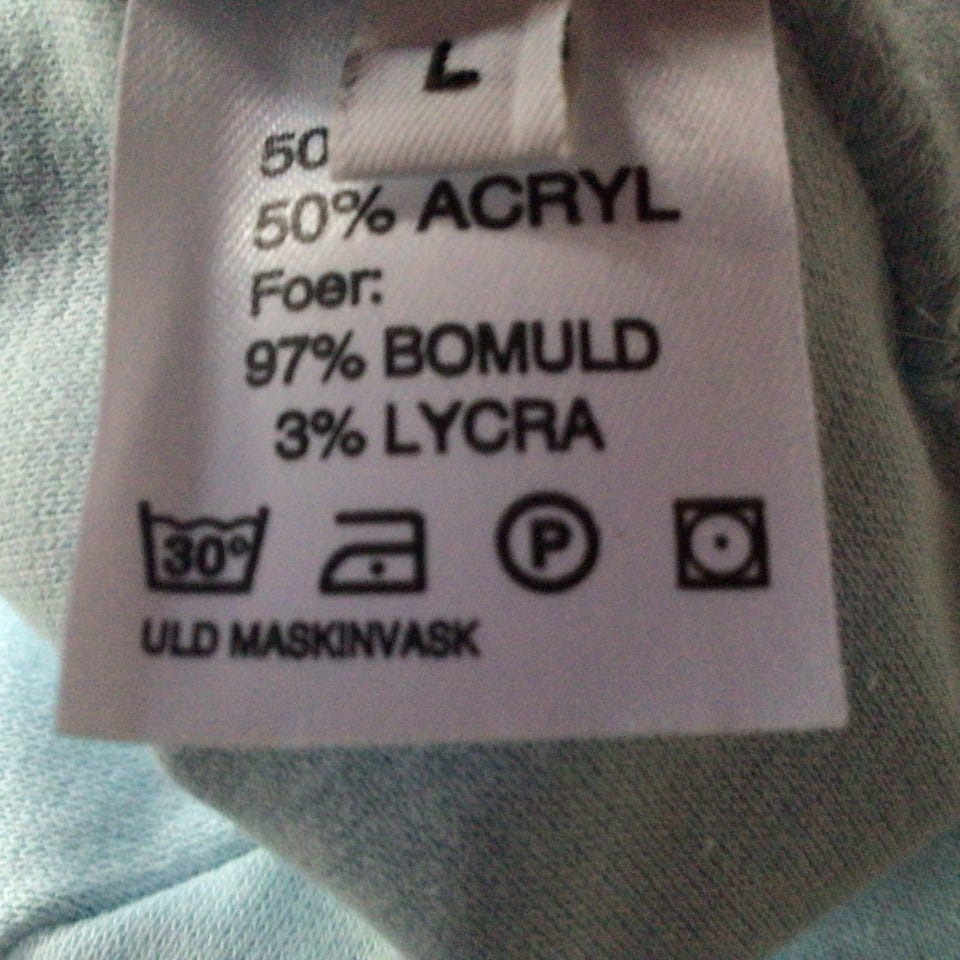 L
50
50% ACRYL
Foer:
97% BOMULD
3% LYCRA
30° P
ULD MASKINVASK